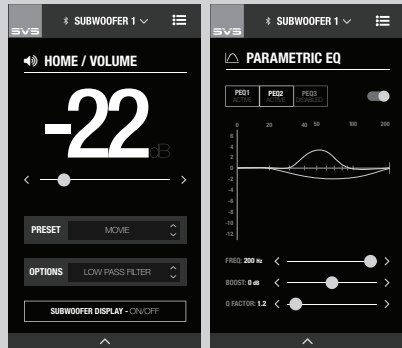 SVS
SUBWOOFER 1
HOME / VOLUME
-22 dB
PRESET MOVIE
OPTIONS LOW PASS FILTER
SUBWOOFER DISPLAY - ON/OFF
SVS
SUBWOOFER 1
PARAMETRIC EQ
PEQ1 PEQ2 PEQ3
ACTIVE ACTIVE DISABLED
0 20 40 50 100 200
6
4
2
0
-2
-4
-6
-8
-10
-12
FREQ: 200 Hz
BOOST: 0 dB
Q FACTOR: 1.2